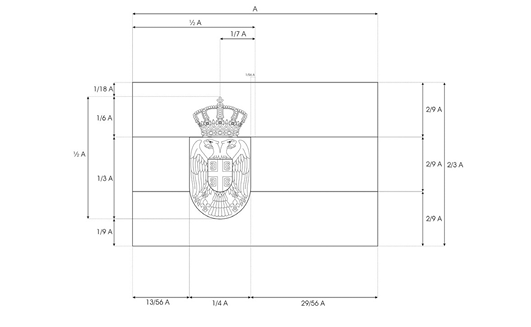 A
½ A
1/7 A
1/18 A
1/6 A
½ A
1/3 A
1/9 A
2/9 A
2/9 A
2/3 A
2/9 A
13/56 A
1/4 A
29/56 A